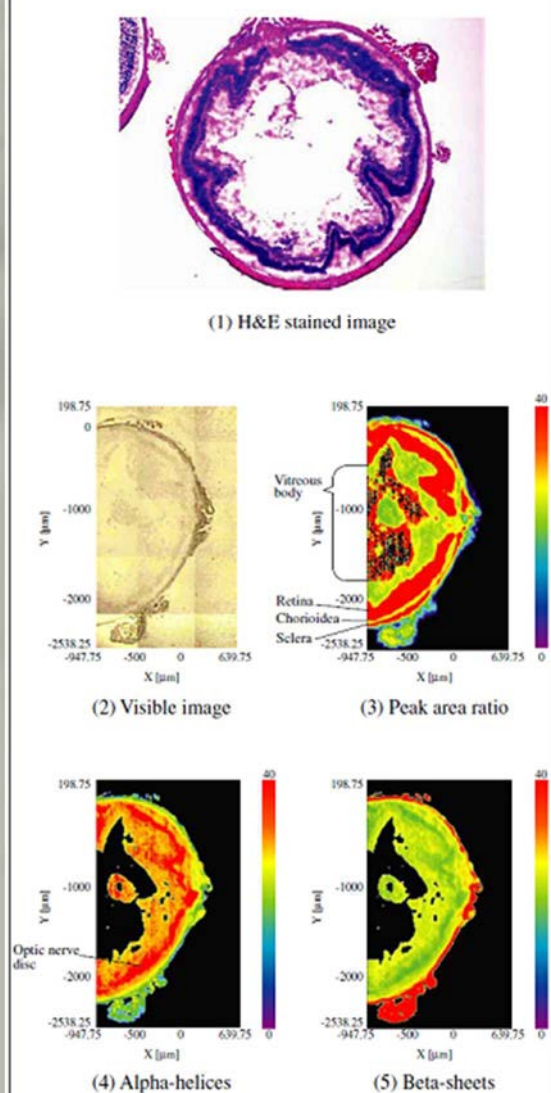 (1) H&E stained image
198.75
0
-1000
-2000
-2538.25
-947.75 -500 0 639.75
Y [µm]
X [µm]
(2) Visible image
198.75
Vitreous
body
-1000
-2000
Retina
Chorioidea
Sclera
-2538.25
-947.75 -500 0 639.75
Y [µm]
X [µm]
40
0
(3) Peak area ratio
198.75
-1000
Optic nerve
disc
-2000
-2538.25
-947.75 -500 0 639.75
Y [µm]
X [µm]
40
0
(4) Alpha-helices
198.75
-1000
-2000
-2538.25
-947.75 -500 0 639.75
Y [µm]
X [µm]
40
0
(5) Beta-sheets